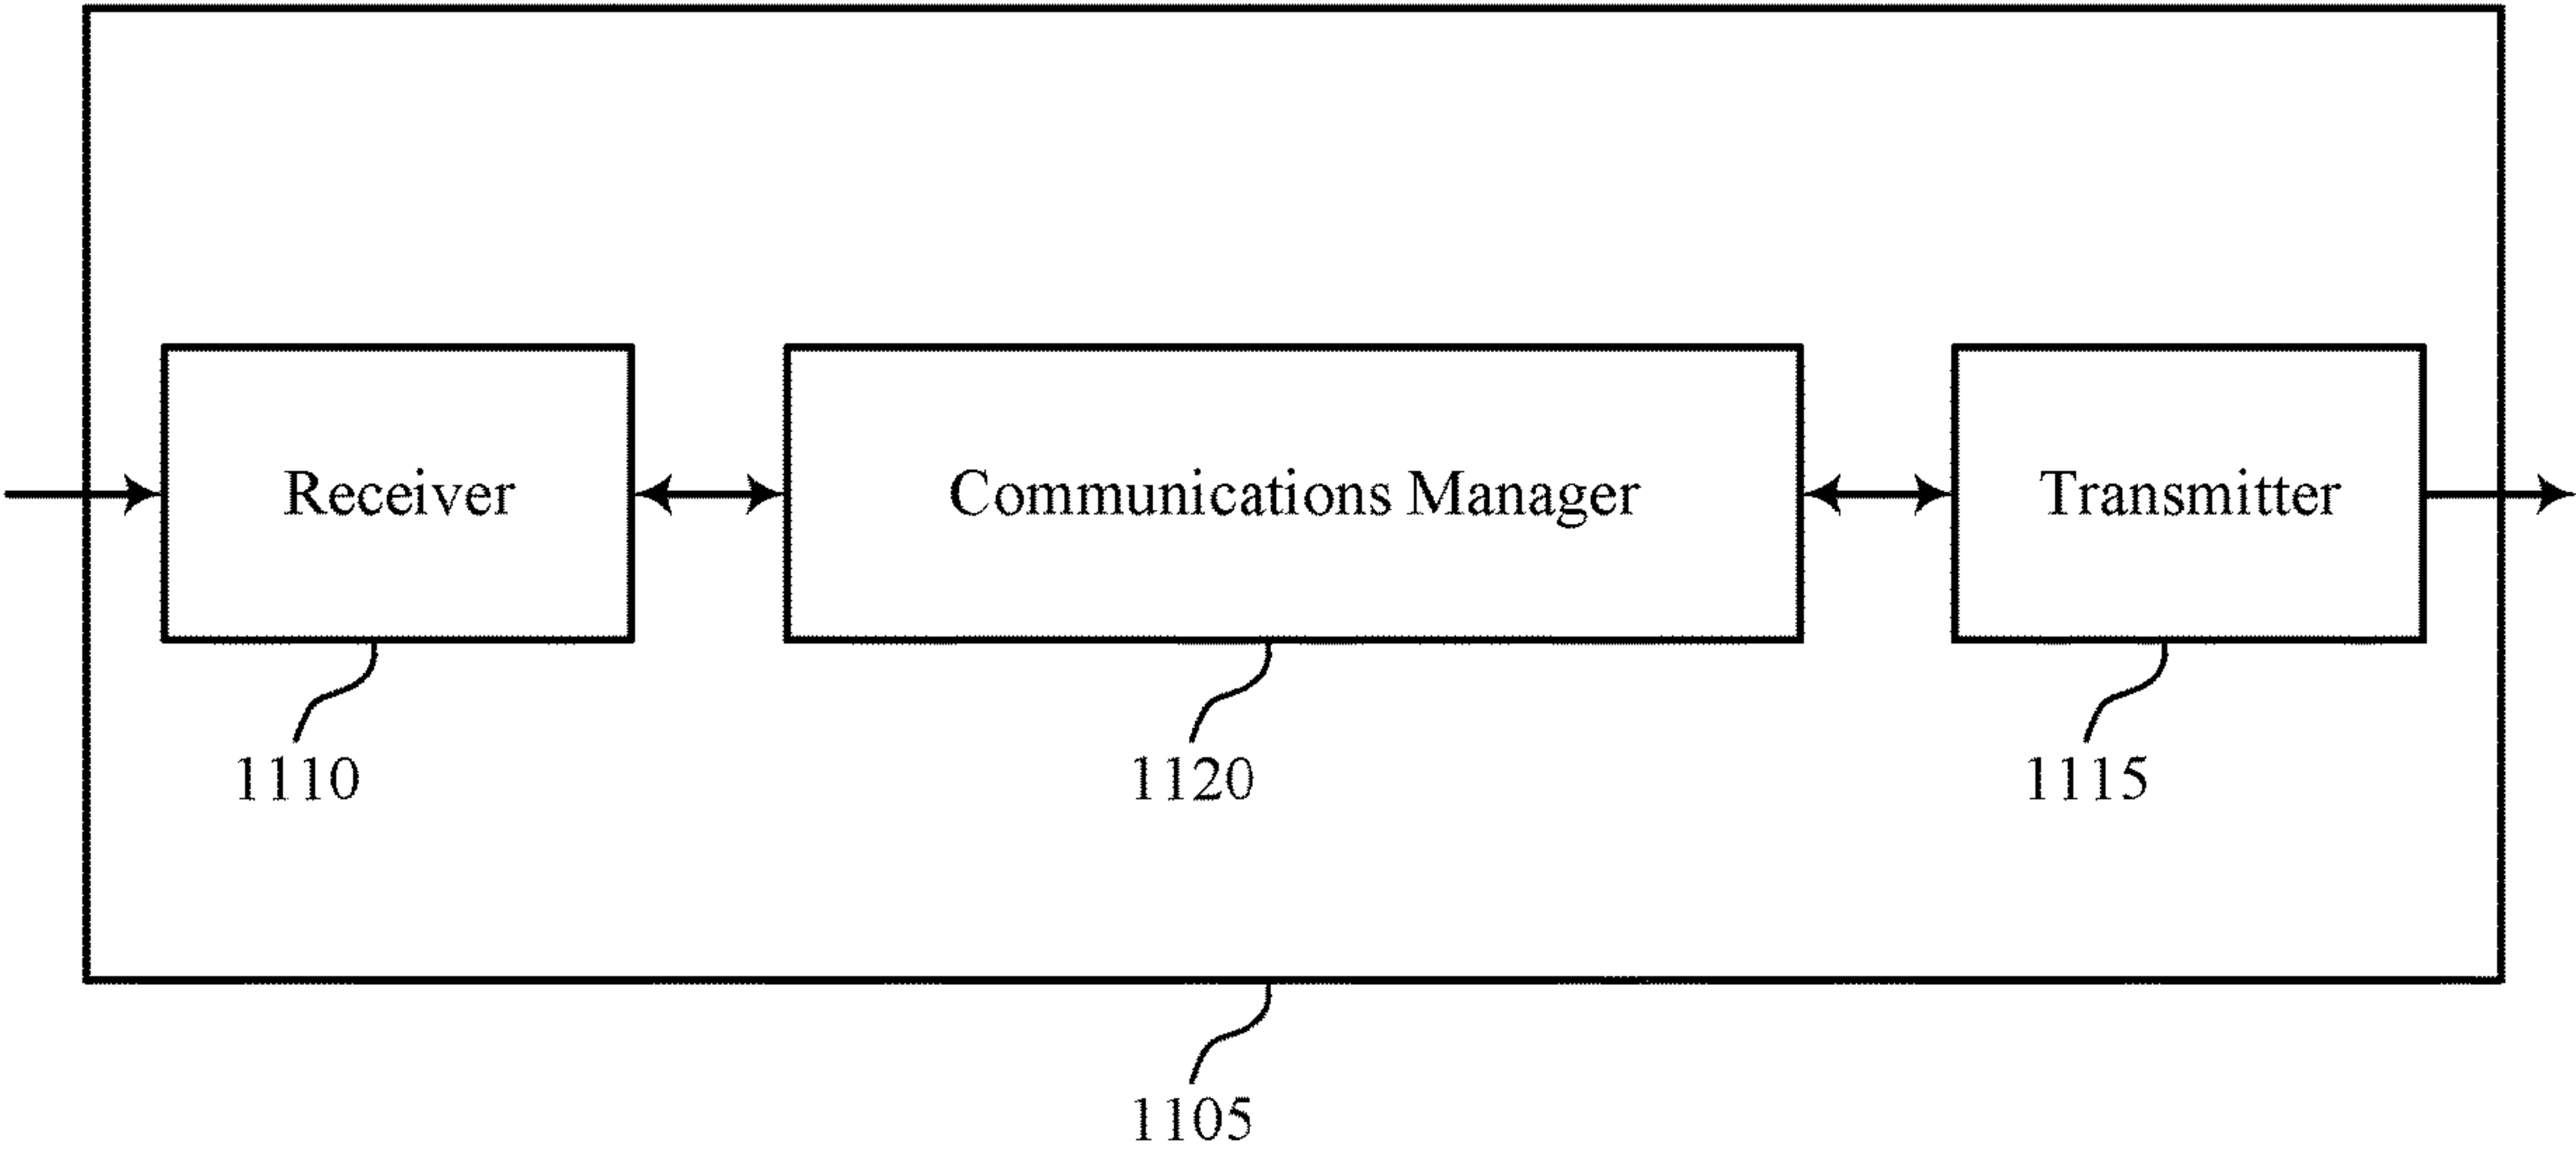 Receiver
Communications Manager
Transmitter
1110
1120
1115
1105